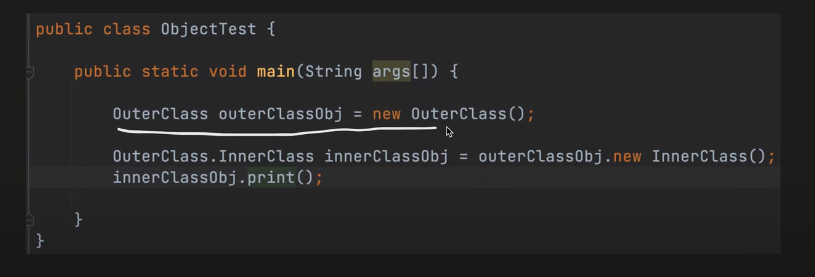 public class ObjectTest {
public static void main(String args[]) {
OuterClass outerClassObj = new OuterClass();
OuterClass.InnerClass innerClassObj = outerClassObj.new InnerClass();
innerClassObj.print();
}
}